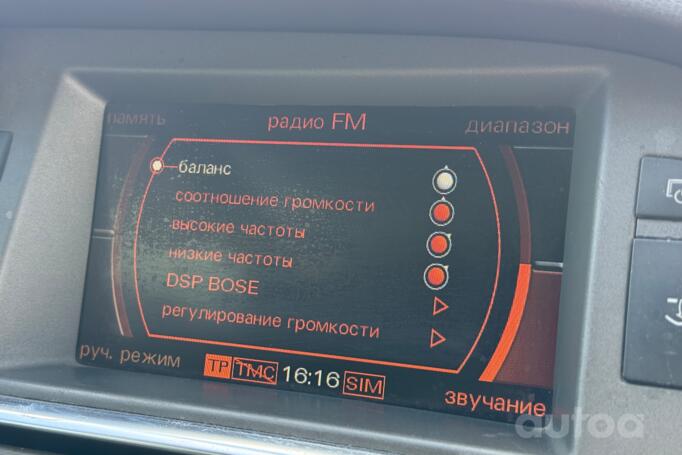 память радио FM диапазон
баланс
соотношение громкости
высокие частоты
низкие частоты
DSP BOSE
регулирование громкости
руч. режим TP TMC 16:16 SIM звучание
autoa